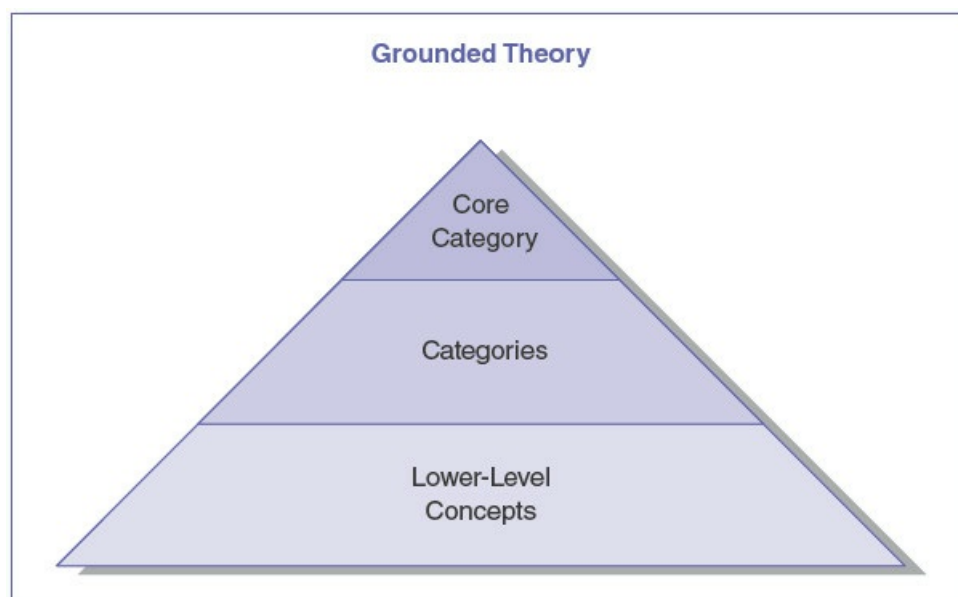 Grounded Theory
Core
Category
Categories
Lower-Level
Concepts